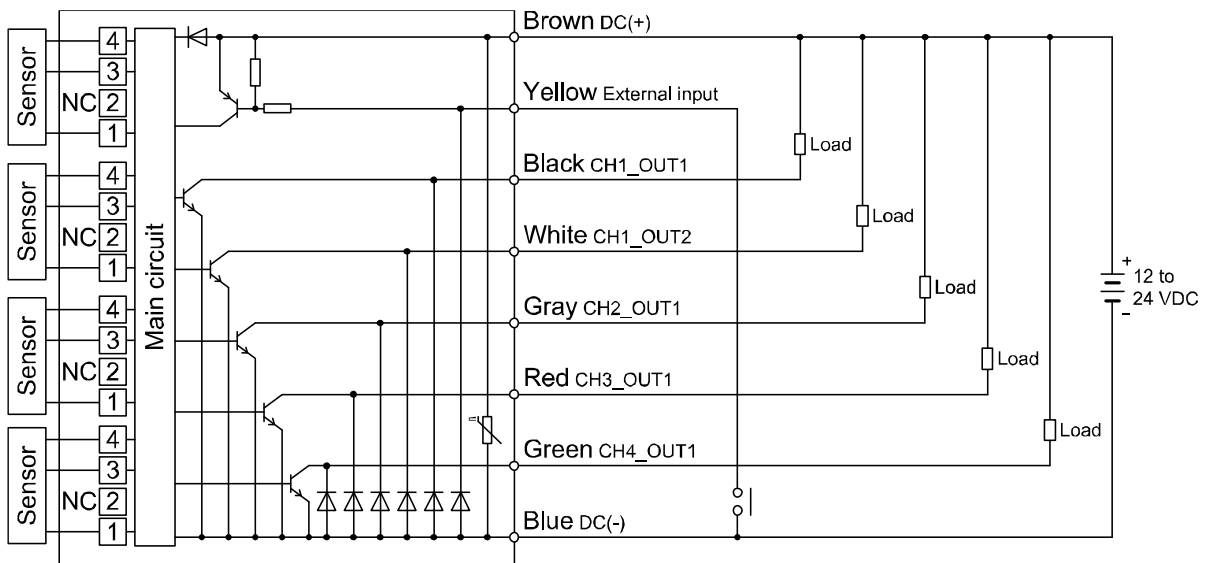 Sensor
4
3
NC 2
1
Sensor
4
3
NC 2
1
Sensor
4
3
NC 2
1
Sensor
4
3
NC 2
1
Main circuit
Brown DC(+)
Yellow External input
Black CH1_OUT1
White CH1_OUT2
Gray CH2_OUT1
Red CH3_OUT1
Green CH4_OUT1
Blue DC(-)
Load
Load
Load
Load
Load
+
12 to
24 VDC
-